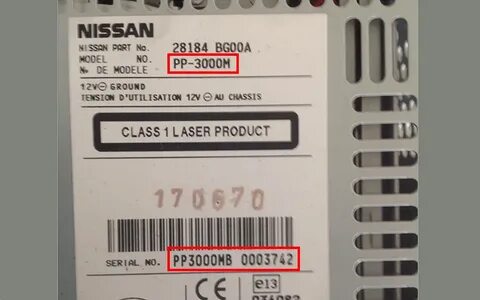 NISSAN
NISSAN PART No. 28184 BG00A
MODEL NO. PP-3000M
Nº DE MODELE
12V ⊖ GROUND
TENSION D'UTILISATION 12V ⊖ AU CHASSIS
CLASS 1 LASER PRODUCT
170670
SERIAL NO. PP3000MB 0003742
CE e13